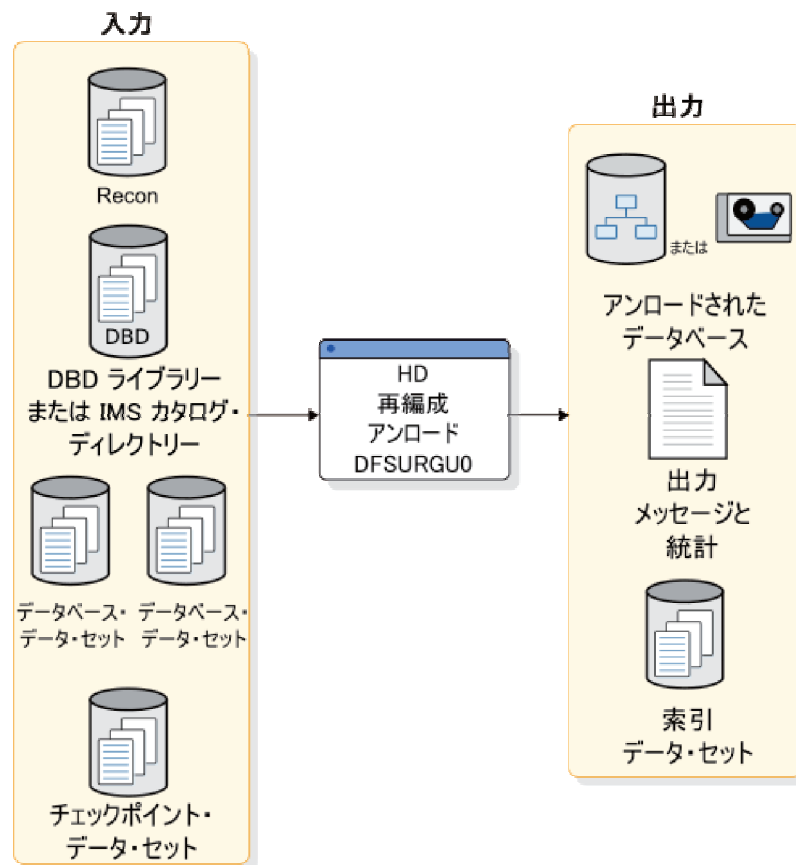 入力
Recon
DBD
DBD ライブラリー
または IMS カタログ・
ディレクトリー
データベース・
データ・セット
データベース・
データ・セット
チェックポイント・
データ・セット
HD
再編成
アンロード
DFSURGU0
出力
または
アンロードされた
データベース
出力
メッセージと
統計
索引
データ・セット